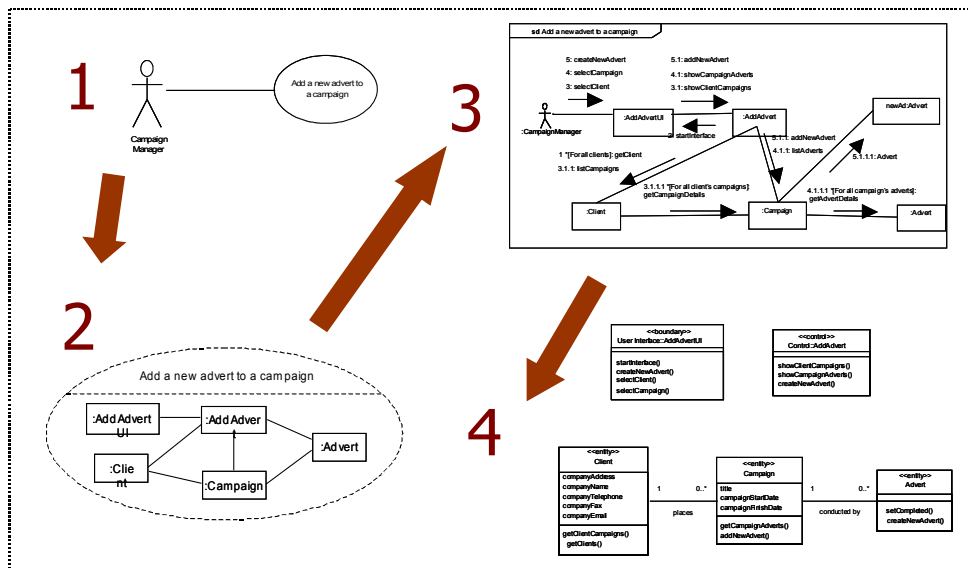 1
Add a new advert to
a campaign
Campaign
Manager
2
Add a new advert to a campaign
:AddAdvert
UI
:AddAdver
t
:Advert
:Clie
nt
:Campaign
3
sd Add a new advert to a campaign
5: createNewAdvert
4: selectCampaign
3: selectClient
5.1: addNewAdvert
4.1: showCampaignAdverts
3.1: showClientCampaigns
:CampaignManager
:AddAdvertUI
:AddAdvert
newAd:Advert
2: startInterface
5.1.1: addNewAdvert
4.1.1: listAdverts
5.1.1.1: Advert
1 *[For all clients]: getClient
3.1.1: listCampaigns
3.1.1.1 *[For all client's campaigns]:
getCampaignDetails
4.1.1.1 *[For all campaign's adverts]:
getAdvertDetails
:Client
:Campaign
:Advert
4
<<boundary>>
User Interface::AddAdvertUI
startInterface()
createNewAdvert()
selectClient()
selectCampaign()
<<control>>
Control::AddAdvert
showClientCampaigns()
showCampaignAdverts()
createNewAdvert()
<<entity>>
Client
companyAddress
companyName
companyTelephone
companyFax
companyEmail
getClientCampaigns()
getClients()
1
0..*
places
<<entity>>
Campaign
title
campaignStartDate
campaignFinishDate
getCampaignAdverts()
addNewAdvert()
1
0..*
conducted by
<<entity>>
Advert
setCompleted()
createNewAdvert()